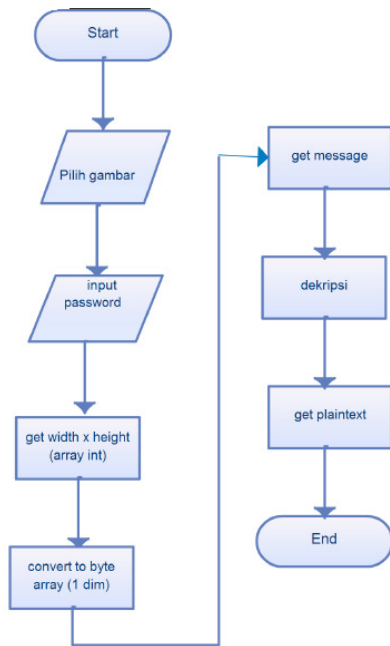 Start
Pilih gambar
input
password
get width x height
(array int)
convert to byte
array (1 dim)
get message
dekripsi
get plaintext
End